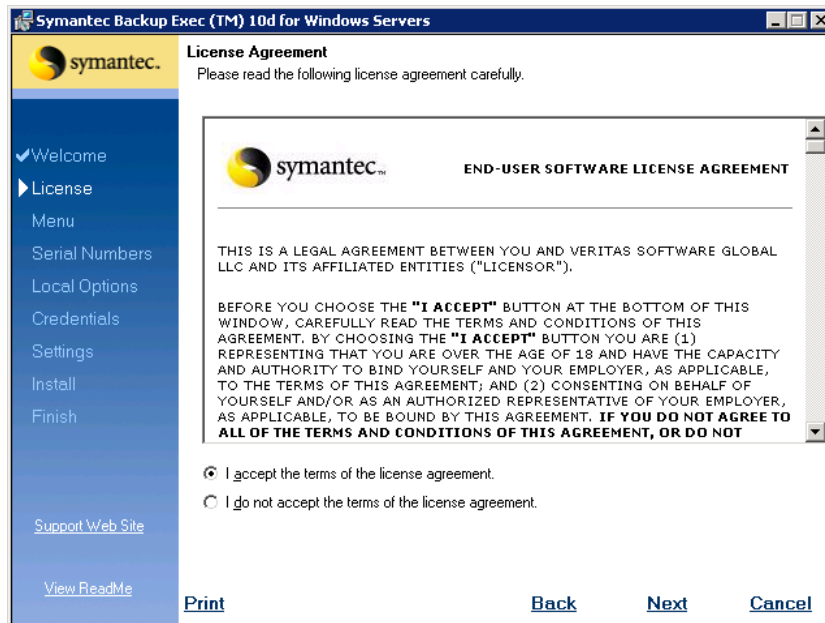 Symantec Backup Exec (TM) 10d for Windows Servers
symantec.
License Agreement
Please read the following license agreement carefully.
Welcome
License
Menu
Serial Numbers
Local Options
Credentials
Settings
Install
Finish
Support Web Site
View ReadMe
symantec™
END-USER SOFTWARE LICENSE AGREEMENT
THIS IS A LEGAL AGREEMENT BETWEEN YOU AND VERITAS SOFTWARE GLOBAL
LLC AND ITS AFFILIATED ENTITIES ("LICENSOR").
BEFORE YOU CHOOSE THE "I ACCEPT" BUTTON AT THE BOTTOM OF THIS
WINDOW, CAREFULLY READ THE TERMS AND CONDITIONS OF THIS
AGREEMENT. BY CHOOSING THE "I ACCEPT" BUTTON YOU ARE (1)
REPRESENTING THAT YOU ARE OVER THE AGE OF 18 AND HAVE THE CAPACITY
AND AUTHORITY TO BIND YOURSELF AND YOUR EMPLOYER, AS APPLICABLE,
TO THE TERMS OF THIS AGREEMENT; AND (2) CONSENTING ON BEHALF OF
YOURSELF AND/OR AS AN AUTHORIZED REPRESENTATIVE OF YOUR EMPLOYER,
AS APPLICABLE, TO BE BOUND BY THIS AGREEMENT. IF YOU DO NOT AGREE TO
ALL OF THE TERMS AND CONDITIONS OF THIS AGREEMENT, OR DO NOT
I accept the terms of the license agreement.
I do not accept the terms of the license agreement.
Print
Back
Next
Cancel